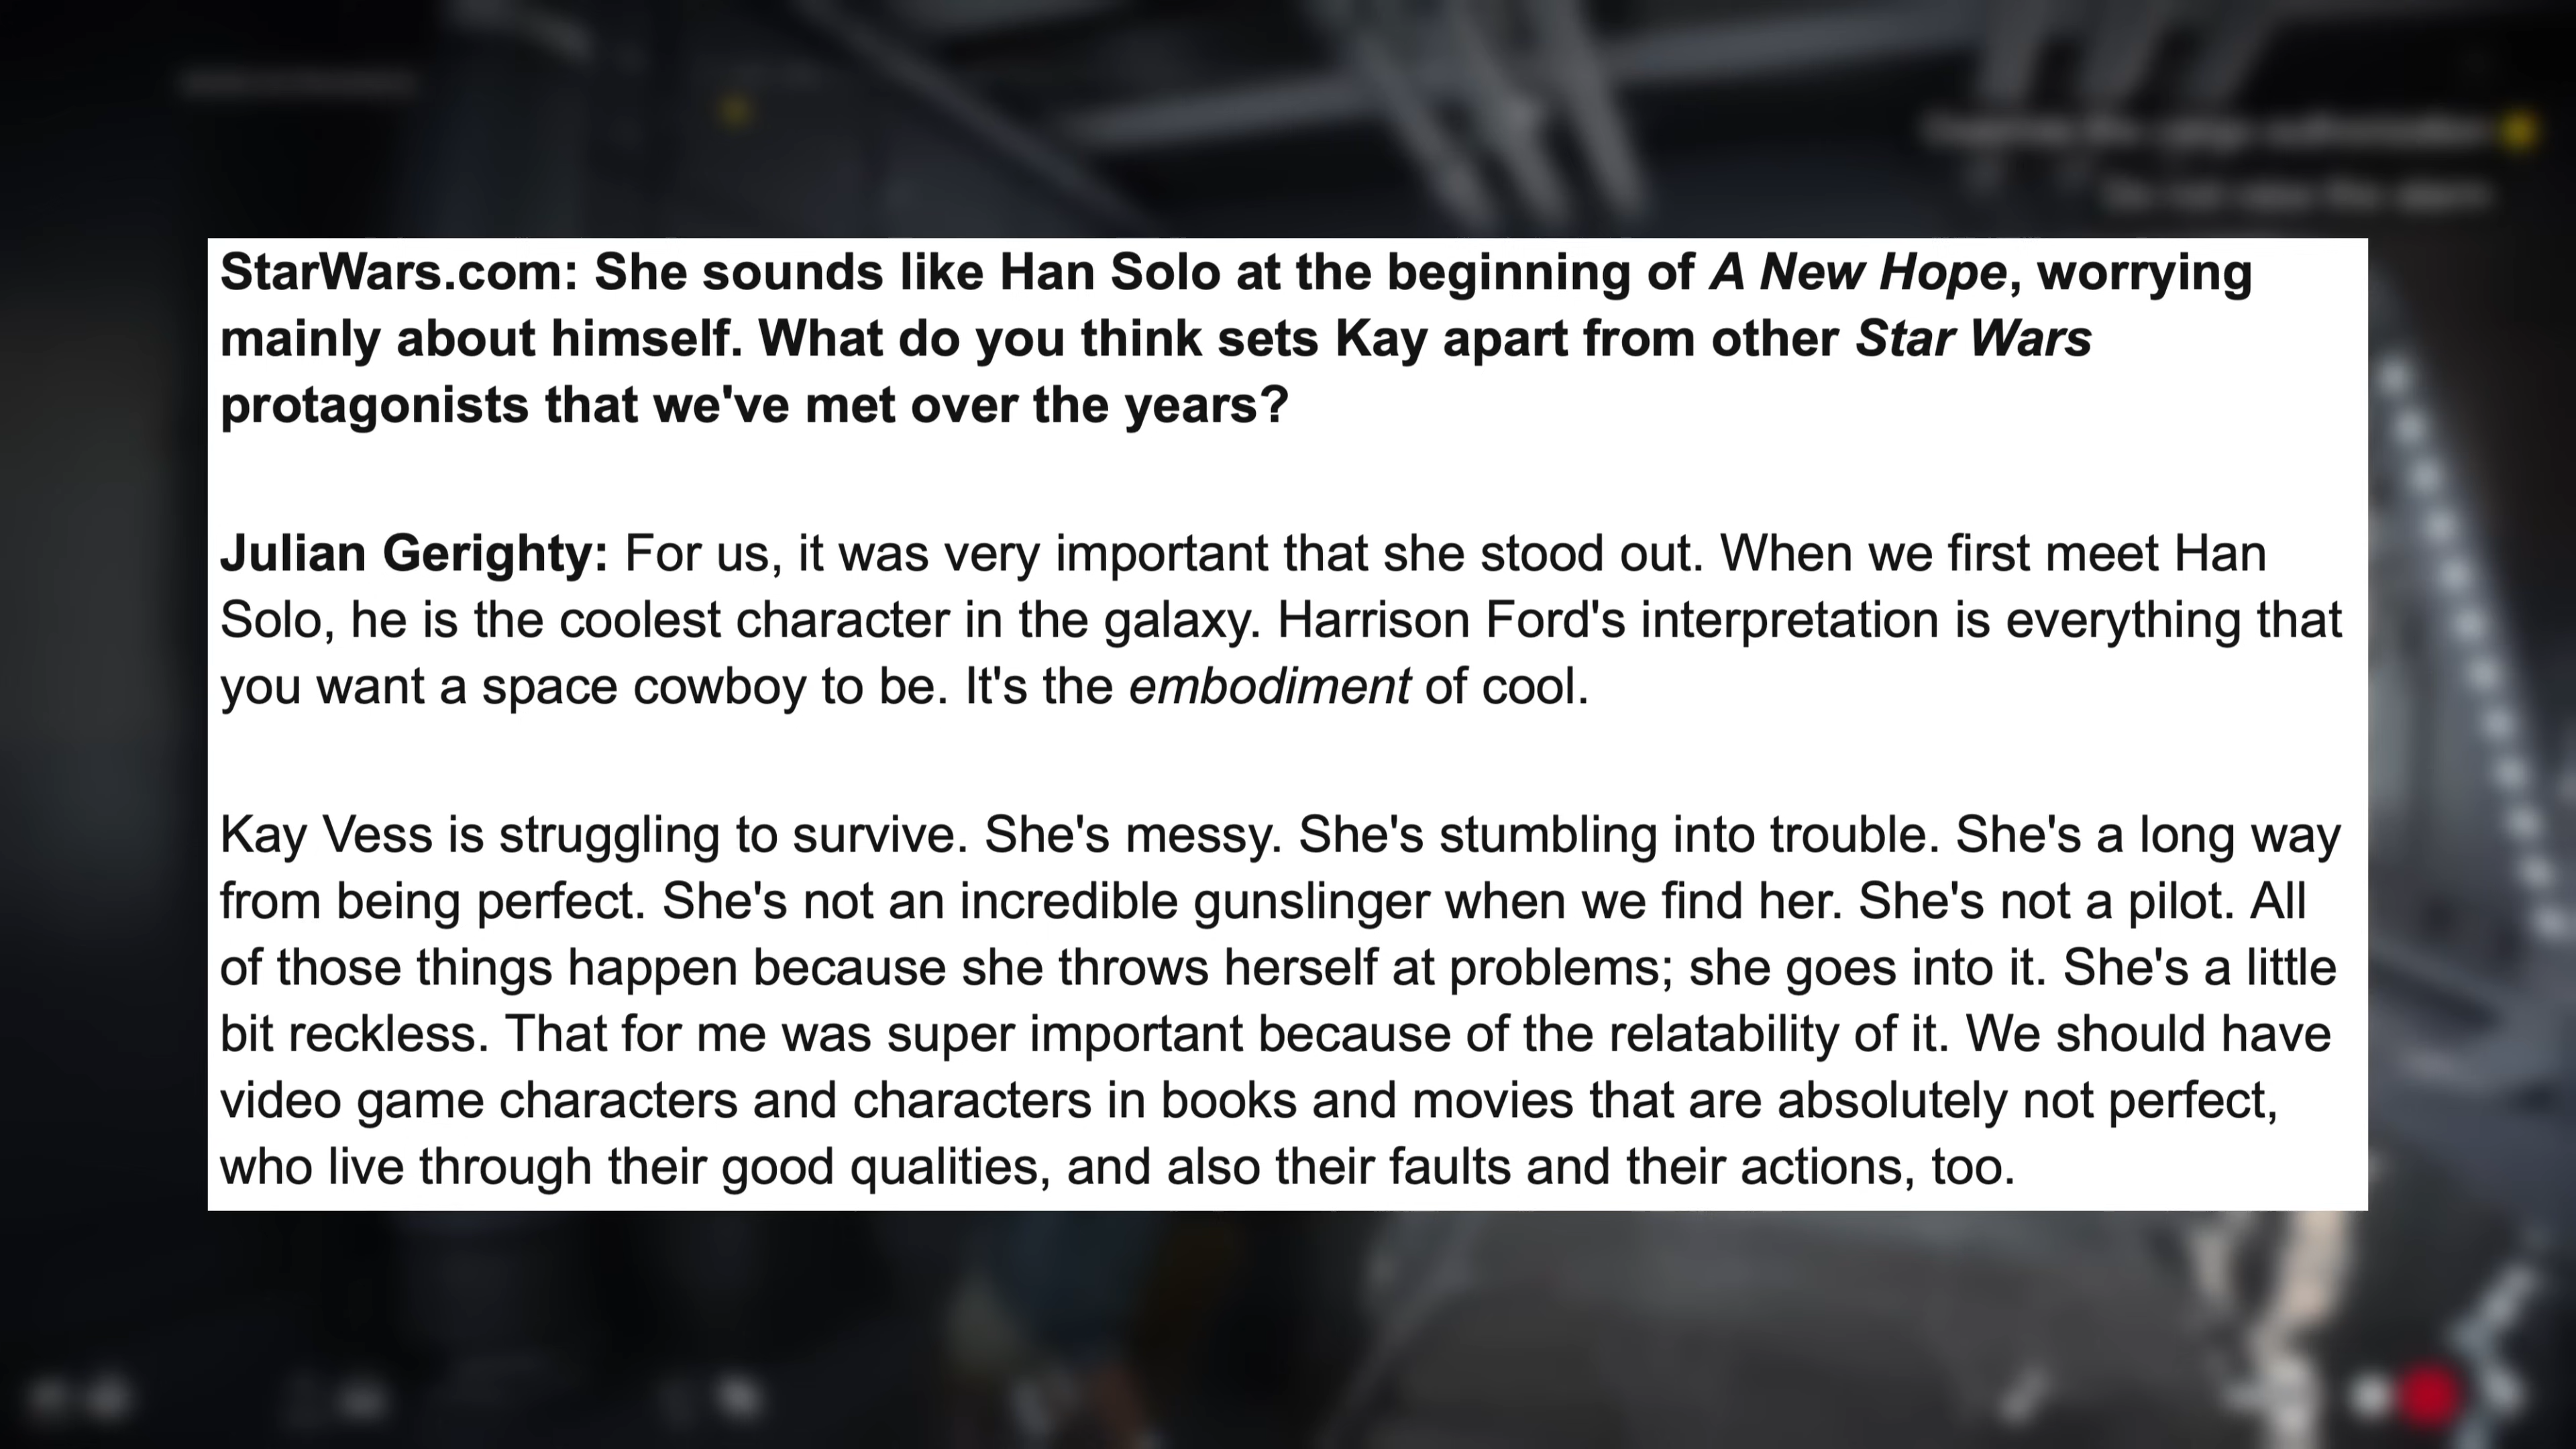 StarWars.com: She sounds like Han Solo at the beginning of A New Hope, worrying
mainly about himself. What do you think sets Kay apart from other Star Wars
protagonists that we've met over the years?
Julian Gerighty: For us, it was very important that she stood out. When we first meet Han
Solo, he is the coolest character in the galaxy. Harrison Ford's interpretation is everything that
you want a space cowboy to be. It's the embodiment of cool.
Kay Vess is struggling to survive. She's messy. She's stumbling into trouble. She's a long way
from being perfect. She's not an incredible gunslinger when we find her. She's not a pilot. All
of those things happen because she throws herself at problems; she goes into it. She's a little
bit reckless. That for me was super important because of the relatability of it. We should have
video game characters and characters in books and movies that are absolutely not perfect,
who live through their good qualities, and also their faults and their actions, too.